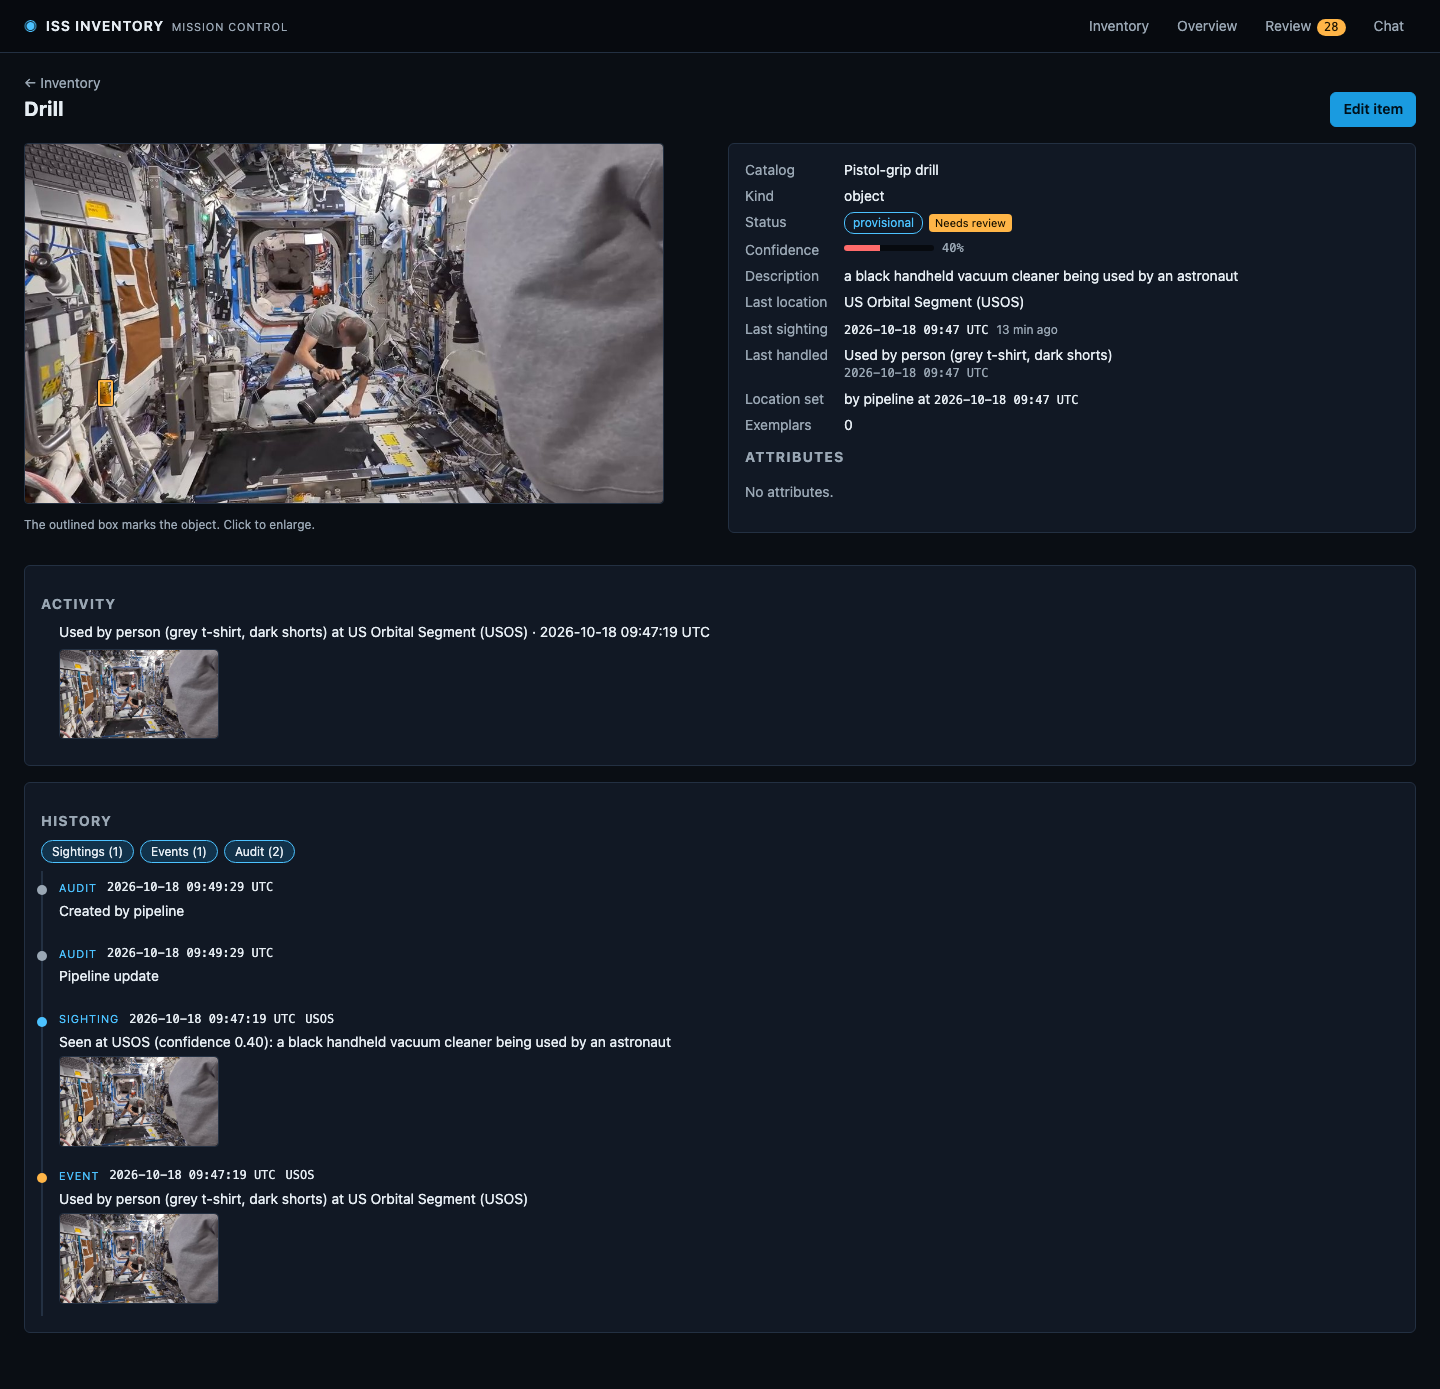 ISS INVENTORY MISSION CONTROL
Inventory Overview Review 28 Chat
← Inventory
Drill
Edit item
The outlined box marks the object. Click to enlarge.
Catalog Pistol-grip drill
Kind object
Status provisional Needs review
Confidence 40%
Description a black handheld vacuum cleaner being used by an astronaut
Last location US Orbital Segment (USOS)
Last sighting 2026-10-18 09:47 UTC 13 min ago
Last handled Used by person (grey t-shirt, dark shorts)
2026-10-18 09:47 UTC
Location set by pipeline at 2026-10-18 09:47 UTC
Exemplars 0
ATTRIBUTES
No attributes.
ACTIVITY
Used by person (grey t-shirt, dark shorts) at US Orbital Segment (USOS) · 2026-10-18 09:47:19 UTC
HISTORY
Sightings (1) Events (1) Audit (2)
AUDIT 2026-10-18 09:49:29 UTC
Created by pipeline
AUDIT 2026-10-18 09:49:29 UTC
Pipeline update
SIGHTING 2026-10-18 09:47:19 UTC USOS
Seen at USOS (confidence 0.40): a black handheld vacuum cleaner being used by an astronaut
EVENT 2026-10-18 09:47:19 UTC USOS
Used by person (grey t-shirt, dark shorts) at US Orbital Segment (USOS)